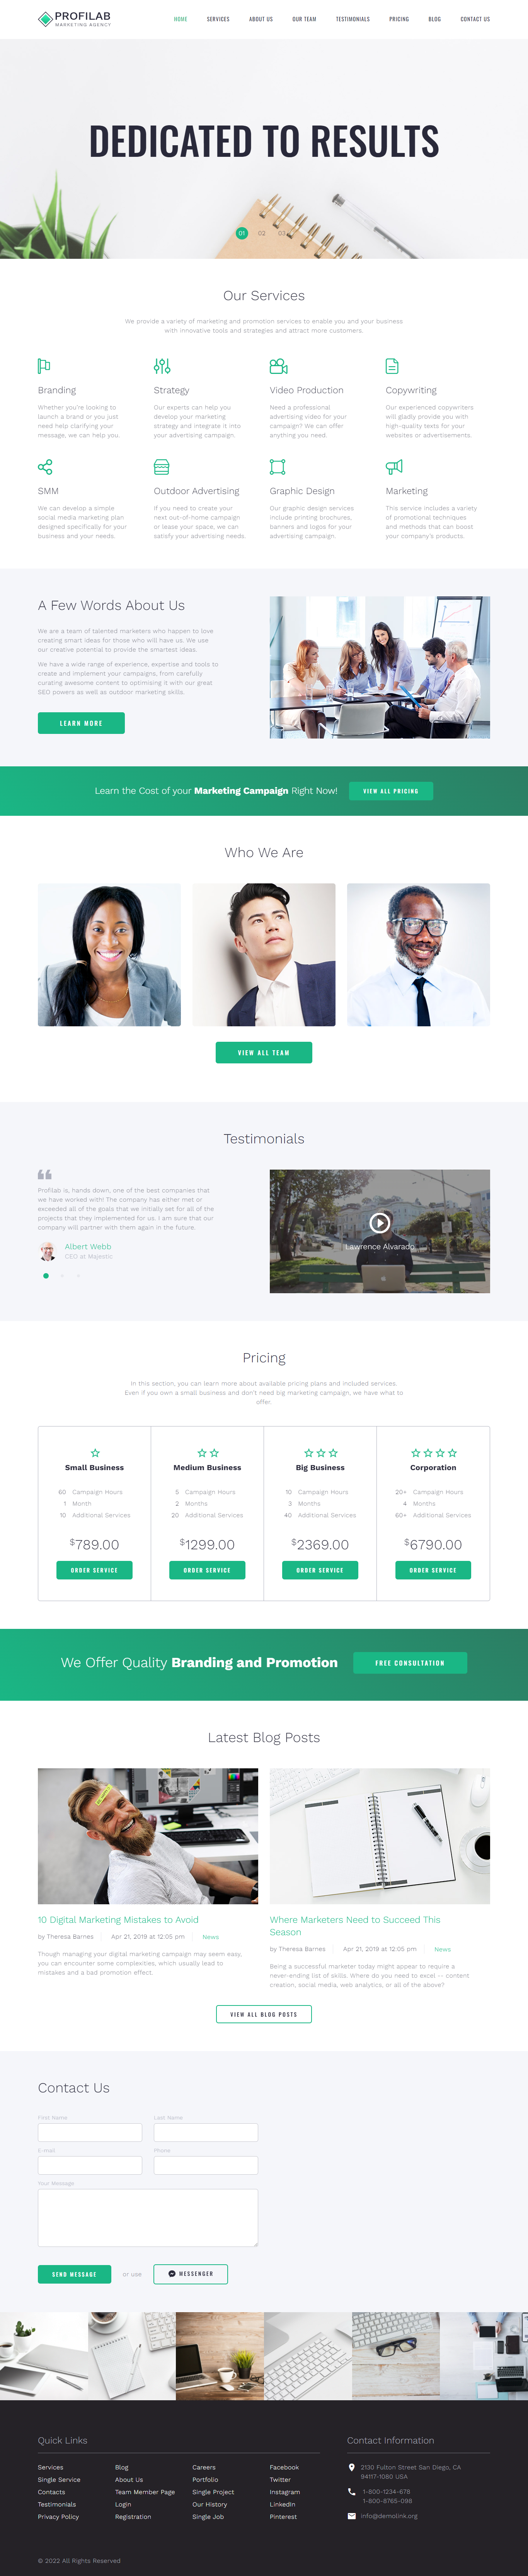 PROFILAB
MARKETING AGENCY
HOME
SERVICES
ABOUT US
OUR TEAM
TESTIMONIALS
PRICING
BLOG
CONTACT US
DEDICATED TO RESULTS
01
02
03
Our Services
We provide a variety of marketing and promotion services to enable you and your business
with innovative tools and strategies and attract more customers.
Branding
Whether you're looking to
launch a brand or you just
need help clarifying your
message, we can help you.
Strategy
Our experts can help you
develop your marketing
strategy and integrate it into
your advertising campaign.
Video Production
Need a professional
advertising video for your
campaign? We can offer
anything you need.
Copywriting
Our experienced copywriters
will gladly provide you with
high-quality texts for your
websites or advertisements.
SMM
We can develop a simple
social media marketing plan
designed specifically for your
business and your needs.
Outdoor Advertising
If you need to create your
next out-of-home campaign
or lease your space, we can
satisfy your advertising needs.
Graphic Design
Our graphic design services
include printing brochures,
banners and logos for your
advertising campaign.
Marketing
This service includes a variety
of promotional techniques
and methods that can boost
your company's products.
A Few Words About Us
We are a team of talented marketers who happen to love
creating smart ideas for those who will have us. We use
our creative potential to provide the smartest ideas.
We have a wide range of experience, expertise and tools to
create and implement your campaigns, from carefully
curating awesome content to optimising it with our great
SEO powers as well as outdoor marketing skills.
LEARN MORE
Learn the Cost of your Marketing Campaign Right Now!
VIEW ALL PRICING
Who We Are
VIEW ALL TEAM
Testimonials
Profilab is, hands down, one of the best companies that
we have worked with! The company has either met or
exceeded all of the goals that we initially set for all of the
projects that they implemented for us. I am sure that our
company will partner with them again in the future.
Albert Webb
CEO at Majestic
Lawrence Alvarado
Pricing
In this section, you can learn more about available pricing plans and included services.
Even if you own a small business and don't need big marketing campaign, we have what to
offer.
Small Business
60 Campaign Hours
1 Month
10 Additional Services
$789.00
ORDER SERVICE
Medium Business
5 Campaign Hours
2 Months
20 Additional Services
$1299.00
ORDER SERVICE
Big Business
10 Campaign Hours
3 Months
40 Additional Services
$2369.00
ORDER SERVICE
Corporation
20+ Campaign Hours
4 Months
60+ Additional Services
$6790.00
ORDER SERVICE
We Offer Quality Branding and Promotion
FREE CONSULTATION
Latest Blog Posts
10 Digital Marketing Mistakes to Avoid
by Theresa Barnes
Apr 21, 2019 at 12:05 pm
News
Though managing your digital marketing campaign may seem easy,
you can encounter some complexities, which usually lead to
mistakes and a bad promotion effect.
Where Marketers Need to Succeed This
Season
by Theresa Barnes
Apr 21, 2019 at 12:05 pm
News
Being a successful marketer today might appear to require a
never-ending list of skills. Where do you need to excel -- content
creation, social media, web analytics, or all of the above?
VIEW ALL BLOG POSTS
Contact Us
First Name
Last Name
E-mail
Phone
Your Message
SEND MESSAGE
or use
MESSENGER
Quick Links
Services
Single Service
Contacts
Testimonials
Privacy Policy
Blog
About Us
Team Member Page
Login
Registration
Careers
Portfolio
Single Project
Our History
Single Job
Facebook
Twitter
Instagram
LinkedIn
Pinterest
Contact Information
2130 Fulton Street San Diego, CA
94117-1080 USA
1-800-1234-678
1-800-8765-098
info@demolink.org
© 2022 All Rights Reserved